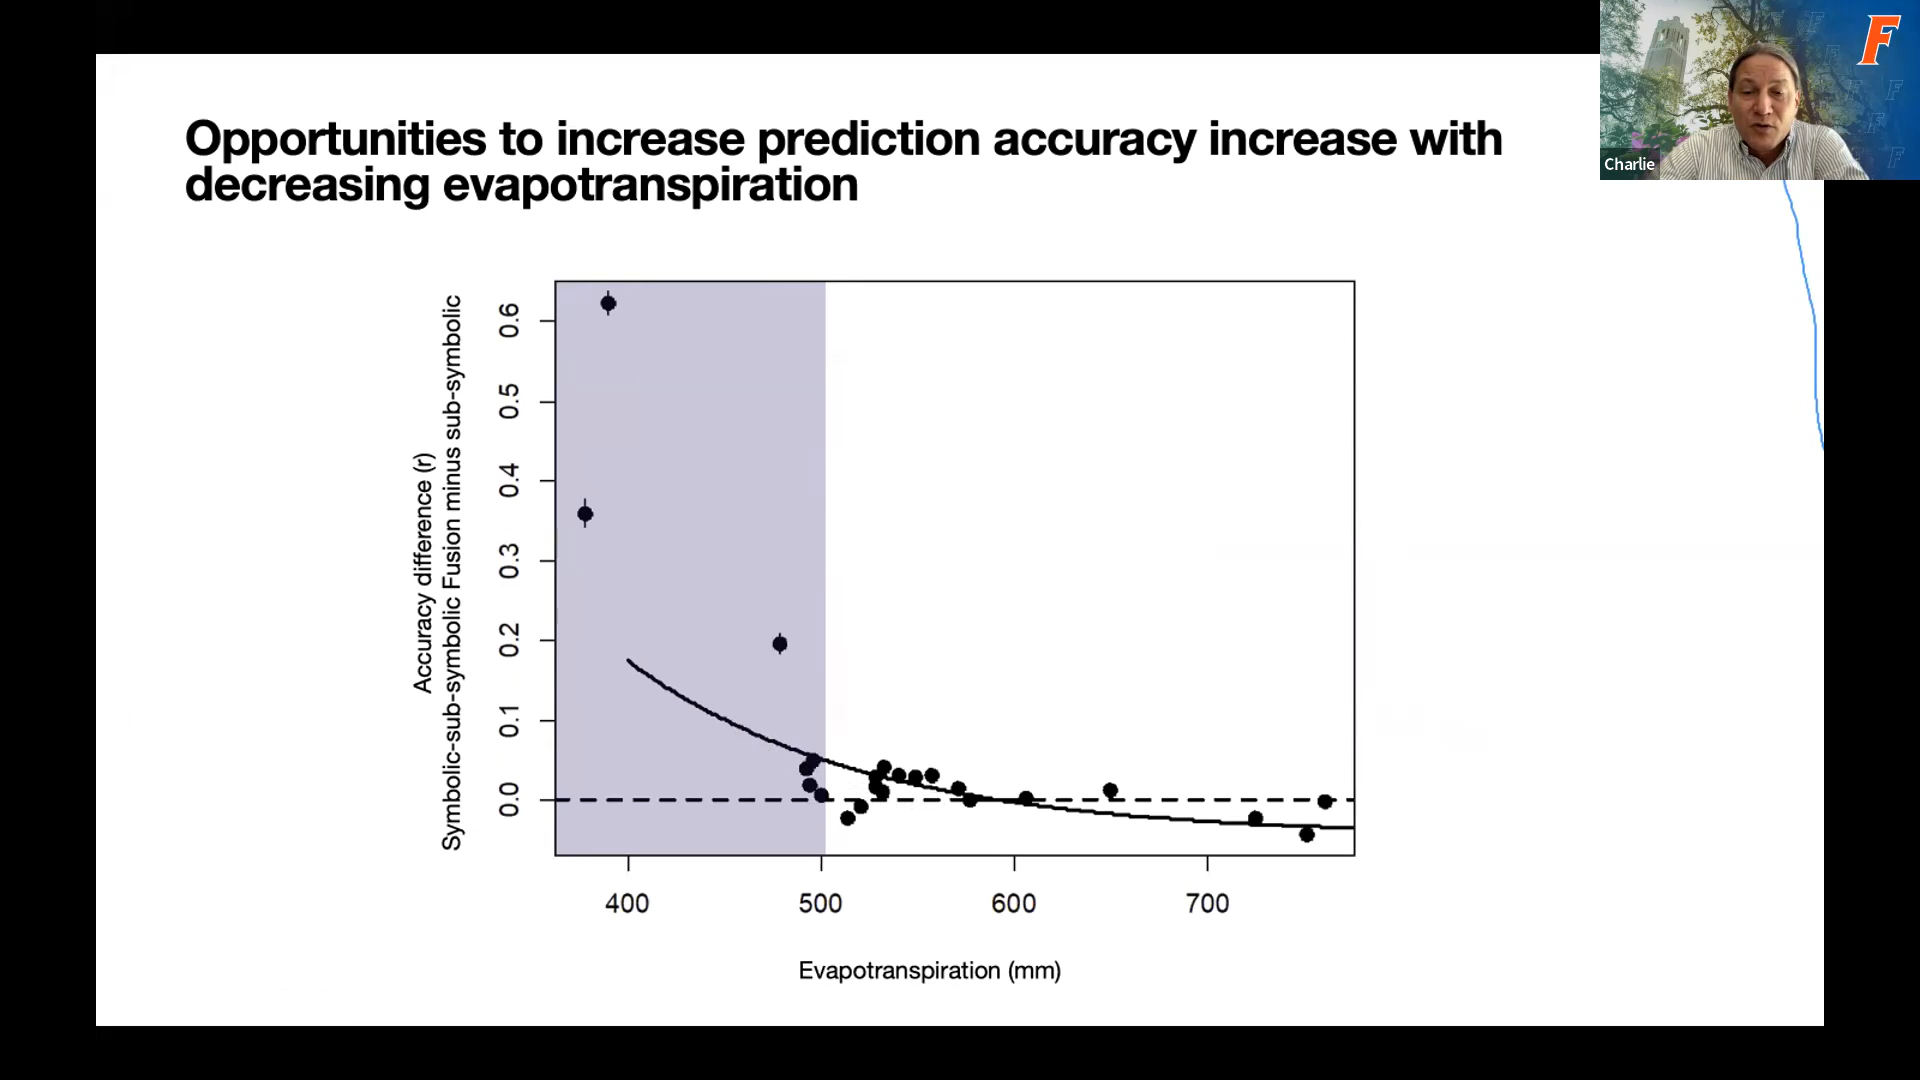 F
Charlie
Opportunities to increase prediction accuracy increase with
decreasing evapotranspiration
Accuracy difference (r)
Symbolic-sub-symbolic Fusion minus sub-symbolic
0.6
0.5
0.4
0.3
0.2
0.1
0.0
400 500 600 700
Evapotranspiration (mm)